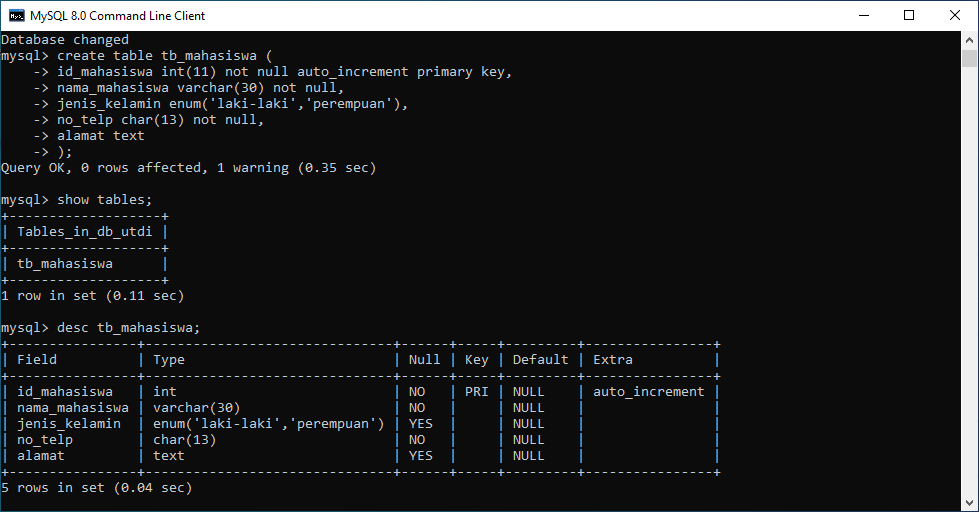 MySQL 8.0 Command Line Client
Database changed
mysql> create table tb_mahasiswa (
    -> id_mahasiswa int(11) not null auto_increment primary key,
    -> nama_mahasiswa varchar(30) not null,
    -> jenis_kelamin enum('laki-laki','perempuan'),
    -> no_telp char(13) not null,
    -> alamat text
    -> );
Query OK, 0 rows affected, 1 warning (0.35 sec)
mysql> show tables;
+-------------------+
| Tables_in_db_utdi |
+-------------------+
| tb_mahasiswa      |
+-------------------+
1 row in set (0.11 sec)
mysql> desc tb_mahasiswa;
+----------------+-------------------------------+------+-----+---------+----------------+
| Field          | Type                          | Null | Key | Default | Extra          |
+----------------+-------------------------------+------+-----+---------+----------------+
| id_mahasiswa   | int                           | NO   | PRI | NULL    | auto_increment |
| nama_mahasiswa | varchar(30)                   | NO   |     | NULL    |                |
| jenis_kelamin  | enum('laki-laki','perempuan') | YES  |     | NULL    |                |
| no_telp        | char(13)                      | NO   |     | NULL    |                |
| alamat         | text                          | YES  |     | NULL    |                |
+----------------+-------------------------------+------+-----+---------+----------------+
5 rows in set (0.04 sec)